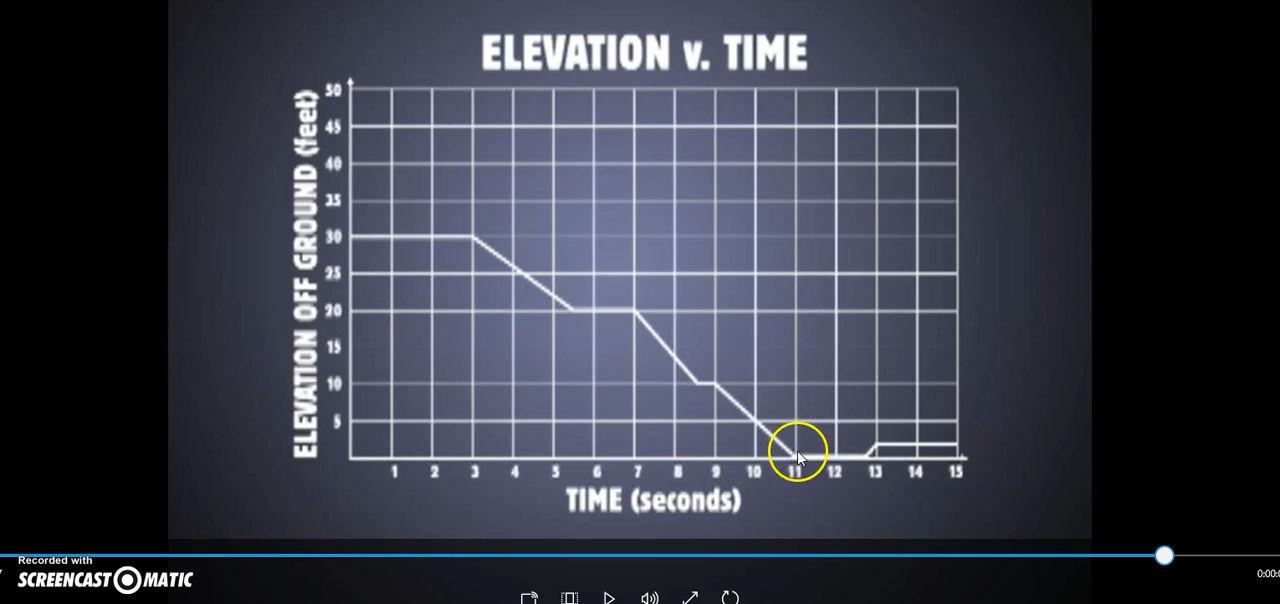 ELEVATION v. TIME
ELEVATION OFF GROUND (feet)
50
45
40
35
30
25
20
15
10
5
1 2 3 4 5 6 7 8 9 10 11 12 13 14 15
TIME (seconds)
Recorded with
SCREENCAST MATIC